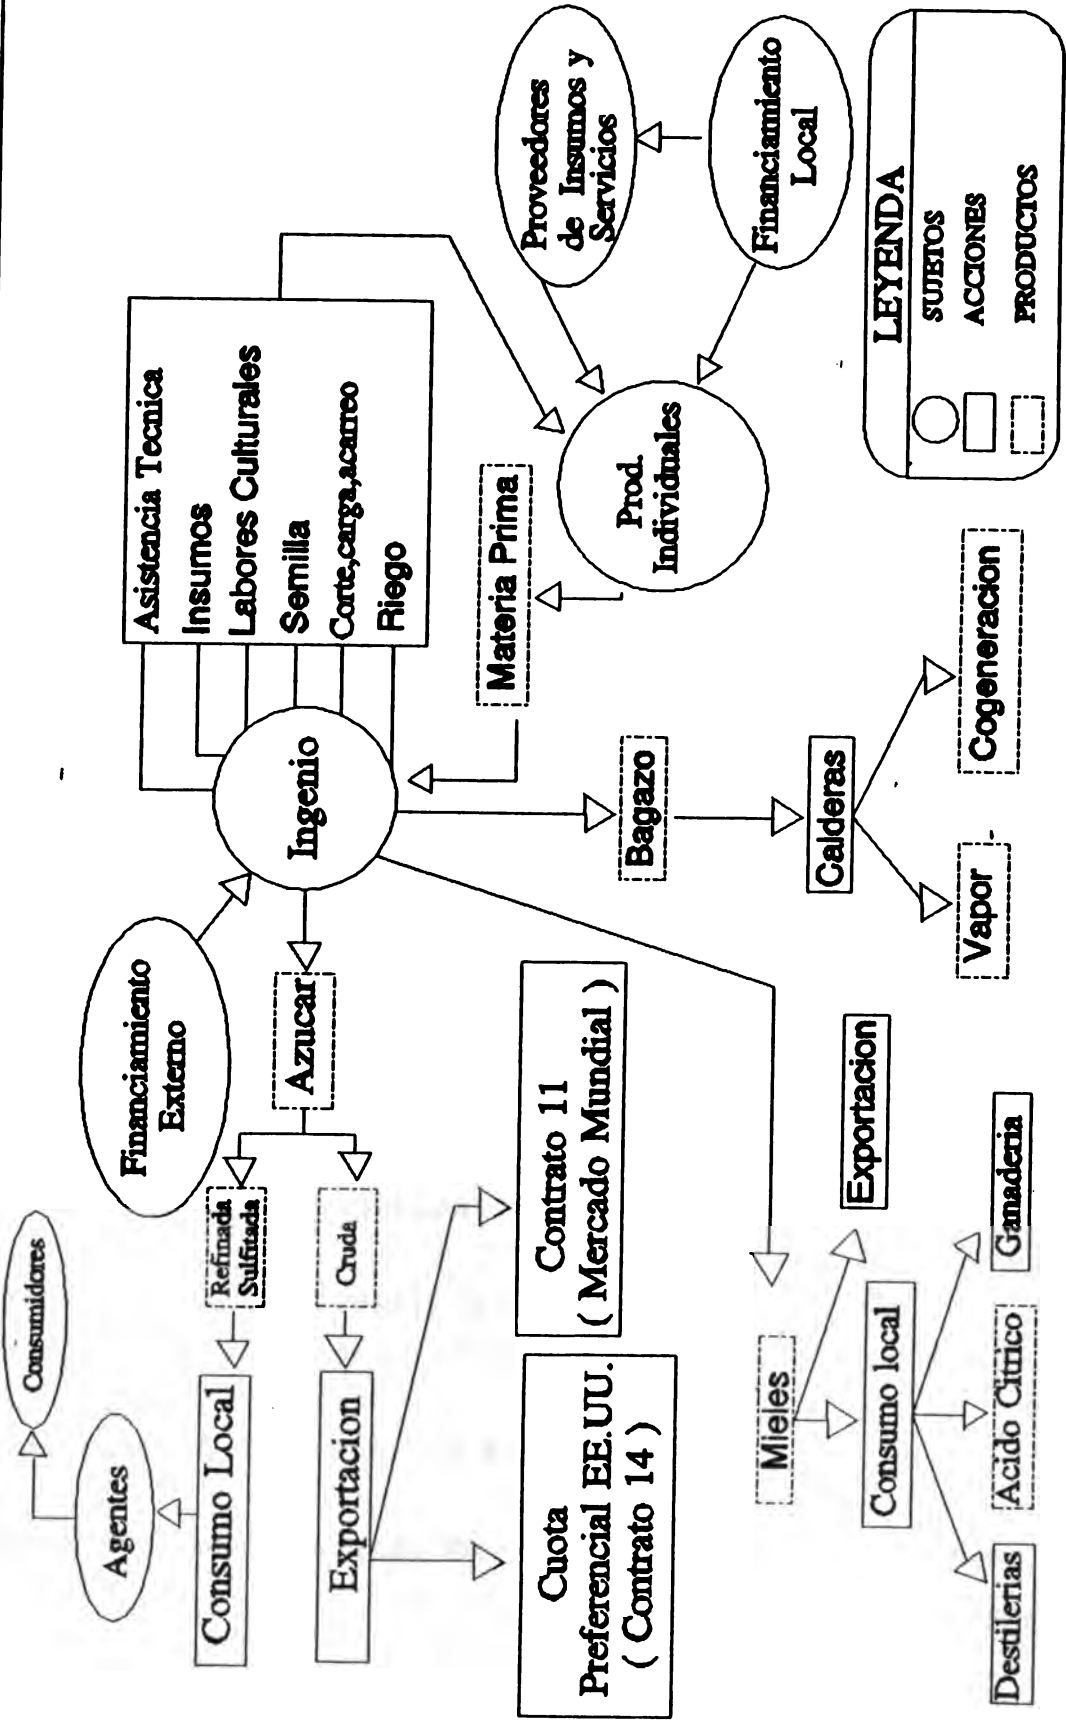 Consumidores
Agentes
Consumo Local
Refinada
Sulfitada
Financiamiento
Externo
Azucar
Cruda
Exportacion
Cuota
Preferencial EE.UU.
( Contrato 14 )
Contrato 11
( Mercado Mundial )
Ingenio
Asistencia Tecnica
Insumos
Labores Culturales
Semilla
Corte,carga,acarreo
Riego
Materia Prima
Prod.
Individuales
Proveedores
de Insumos y
Servicios
Financiamiento
Local
Bagazo
Calderas
Vapor
Cogeneracion
Mieles
Exportacion
Consumo local
Destilerias
Acido Citrico
Ganaderia
LEYENDA
SUJETOS
ACCIONES
PRODUCTOS